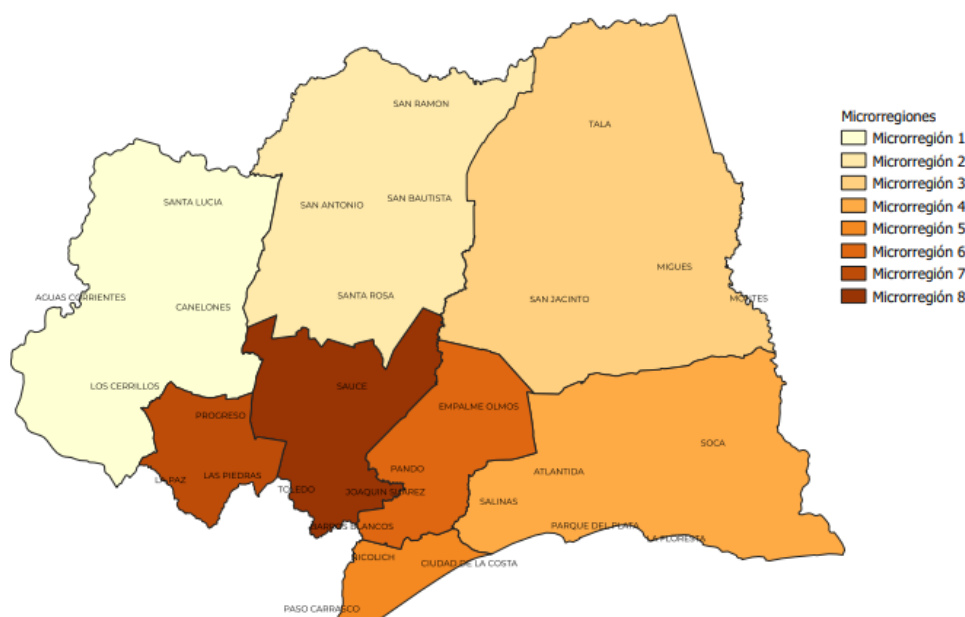 SAN RAMON
TALA
Microrregiones
Microrregión 1
Microrregión 2
Microrregión 3
Microrregión 4
Microrregión 5
Microrregión 6
Microrregión 7
Microrregión 8
SANTA LUCIA
SAN ANTONIO
SAN BAUTISTA
MIGUES
AGUAS CORRIENTES
CANELONES
SANTA ROSA
SAN JACINTO
MONTES
LOS CERRILLOS
SAUCE
PROGRESO
EMPALME OLMOS
SOCA
LA PAZ
LAS PIEDRAS
PANDO
ATLANTIDA
TOLEDO
JOAQUIN SUAREZ
SALINAS
BARROS BLANCOS
PARQUE DEL PLATA
LA FLORESTA
NICOLICH
CIUDAD DE LA COSTA
PASO CARRASCO